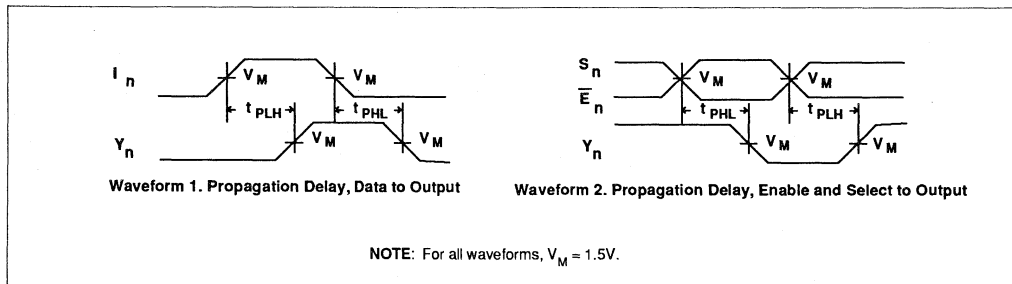 I n
V M
V M
t PLH
t PHL
Y n
V M
V M
Waveform 1. Propagation Delay, Data to Output
S n
E̅ n
V M
V M
t PHL
t PLH
Y n
V M
V M
Waveform 2. Propagation Delay, Enable and Select to Output
NOTE: For all waveforms, V M = 1.5V.